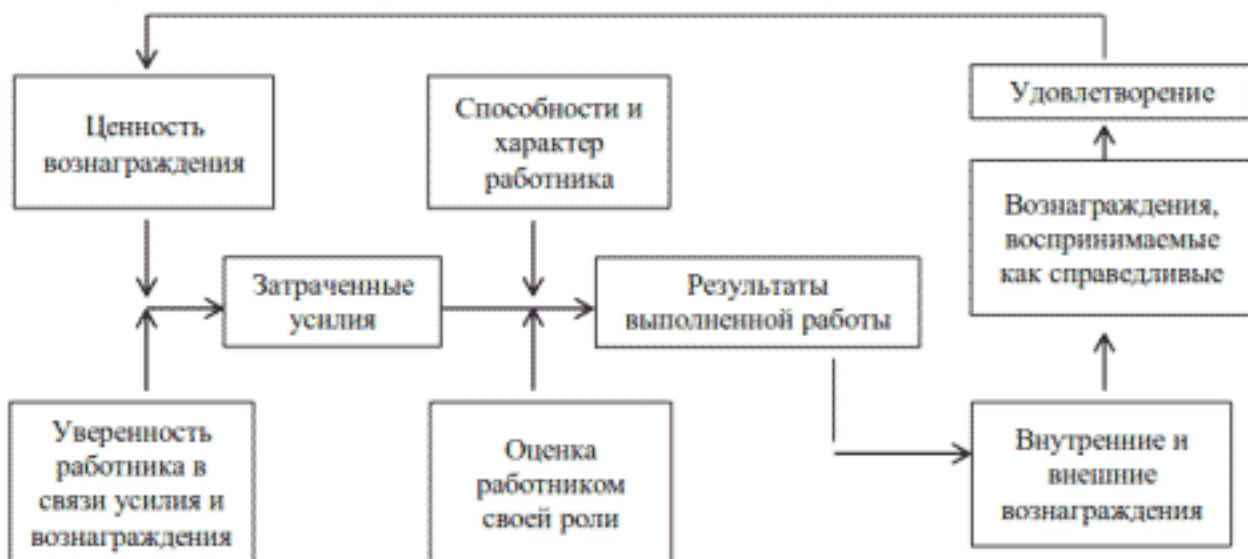 Ценность
вознаграждения
Способности и
характер
работника
Удовлетворение
Вознаграждения,
воспринимаемые
как справедливые
Затраченные
усилия
Результаты
выполненной работы
Уверенность
работника в
связи усилия и
вознаграждения
Оценка
работником
своей роли
Внутренние и
внешние
вознаграждения